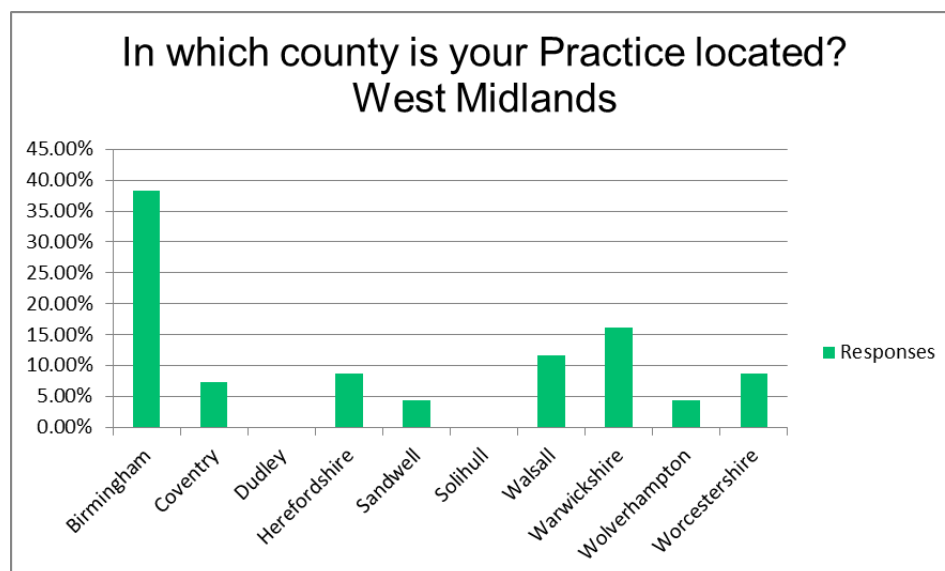 In which county is your Practice located?
West Midlands
45.00%
40.00%
35.00%
30.00%
25.00%
20.00%
15.00%
10.00%
5.00%
0.00%
Responses
Birmingham
Coventry
Dudley
Herefordshire
Sandwell
Solihull
Walsall
Warwickshire
Wolverhampton
Worcestershire